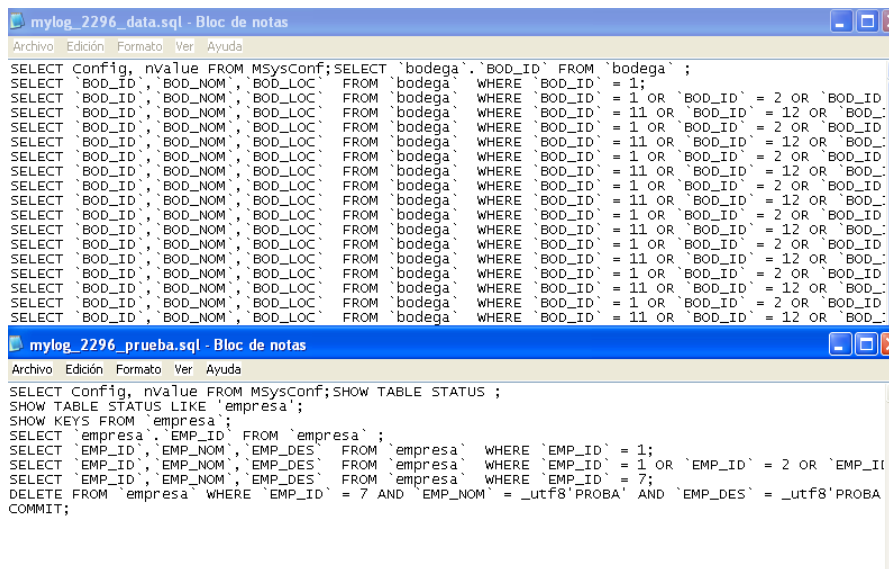 mylog_2296_data.sql - Bloc de notas
Archivo Edición Formato Ver Ayuda
SELECT Config, nValue FROM MSysConf;SELECT `bodega`.`BOD_ID` FROM `bodega` ;
SELECT `BOD_ID`,`BOD_NOM`,`BOD_LOC` FROM `bodega` WHERE `BOD_ID` = 1;
SELECT `BOD_ID`,`BOD_NOM`,`BOD_LOC` FROM `bodega` WHERE `BOD_ID` = 1 OR `BOD_ID` = 2 OR `BOD_ID
SELECT `BOD_ID`,`BOD_NOM`,`BOD_LOC` FROM `bodega` WHERE `BOD_ID` = 11 OR `BOD_ID` = 12 OR `BOD_
SELECT `BOD_ID`,`BOD_NOM`,`BOD_LOC` FROM `bodega` WHERE `BOD_ID` = 1 OR `BOD_ID` = 2 OR `BOD_ID
SELECT `BOD_ID`,`BOD_NOM`,`BOD_LOC` FROM `bodega` WHERE `BOD_ID` = 11 OR `BOD_ID` = 12 OR `BOD_
SELECT `BOD_ID`,`BOD_NOM`,`BOD_LOC` FROM `bodega` WHERE `BOD_ID` = 1 OR `BOD_ID` = 2 OR `BOD_ID
SELECT `BOD_ID`,`BOD_NOM`,`BOD_LOC` FROM `bodega` WHERE `BOD_ID` = 11 OR `BOD_ID` = 12 OR `BOD_
SELECT `BOD_ID`,`BOD_NOM`,`BOD_LOC` FROM `bodega` WHERE `BOD_ID` = 1 OR `BOD_ID` = 2 OR `BOD_ID
SELECT `BOD_ID`,`BOD_NOM`,`BOD_LOC` FROM `bodega` WHERE `BOD_ID` = 11 OR `BOD_ID` = 12 OR `BOD_
SELECT `BOD_ID`,`BOD_NOM`,`BOD_LOC` FROM `bodega` WHERE `BOD_ID` = 1 OR `BOD_ID` = 2 OR `BOD_ID
SELECT `BOD_ID`,`BOD_NOM`,`BOD_LOC` FROM `bodega` WHERE `BOD_ID` = 11 OR `BOD_ID` = 12 OR `BOD_
SELECT `BOD_ID`,`BOD_NOM`,`BOD_LOC` FROM `bodega` WHERE `BOD_ID` = 1 OR `BOD_ID` = 2 OR `BOD_ID
SELECT `BOD_ID`,`BOD_NOM`,`BOD_LOC` FROM `bodega` WHERE `BOD_ID` = 11 OR `BOD_ID` = 12 OR `BOD_
SELECT `BOD_ID`,`BOD_NOM`,`BOD_LOC` FROM `bodega` WHERE `BOD_ID` = 1 OR `BOD_ID` = 2 OR `BOD_ID
SELECT `BOD_ID`,`BOD_NOM`,`BOD_LOC` FROM `bodega` WHERE `BOD_ID` = 11 OR `BOD_ID` = 12 OR `BOD_
SELECT `BOD_ID`,`BOD_NOM`,`BOD_LOC` FROM `bodega` WHERE `BOD_ID` = 1 OR `BOD_ID` = 2 OR `BOD_ID
SELECT `BOD_ID`,`BOD_NOM`,`BOD_LOC` FROM `bodega` WHERE `BOD_ID` = 11 OR `BOD_ID` = 12 OR `BOD_
mylog_2296_prueba.sql - Bloc de notas
Archivo Edición Formato Ver Ayuda
SELECT Config, nValue FROM MSysConf;SHOW TABLE STATUS ;
SHOW TABLE STATUS LIKE 'empresa';
SHOW KEYS FROM `empresa`;
SELECT `empresa`.`EMP_ID` FROM `empresa` ;
SELECT `EMP_ID`,`EMP_NOM`,`EMP_DES` FROM `empresa` WHERE `EMP_ID` = 1;
SELECT `EMP_ID`,`EMP_NOM`,`EMP_DES` FROM `empresa` WHERE `EMP_ID` = 1 OR `EMP_ID` = 2 OR `EMP_ID
SELECT `EMP_ID`,`EMP_NOM`,`EMP_DES` FROM `empresa` WHERE `EMP_ID` = 7;
DELETE FROM `empresa` WHERE `EMP_ID` = 7 AND `EMP_NOM` = _utf8'PROBA' AND `EMP_DES` = _utf8'PROBA
COMMIT;